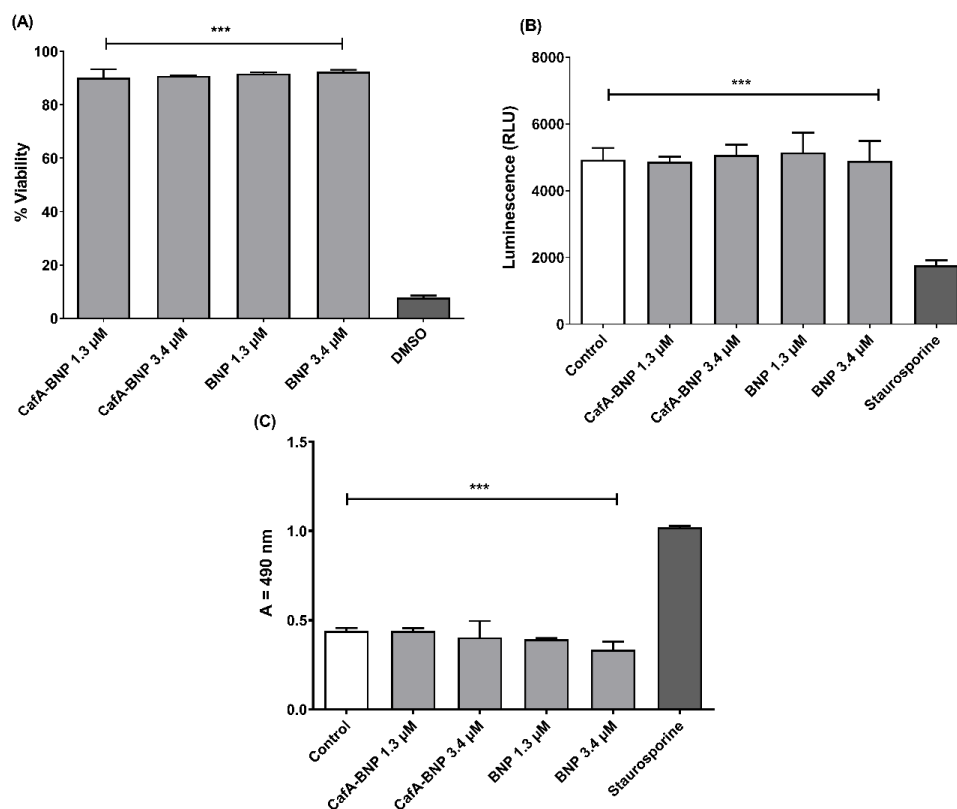 (A)
***
100
80
60
40
20
0
% Viability
CafA-BNP 1.3 µM
CafA-BNP 3.4 µM
BNP 1.3 µM
BNP 3.4 µM
DMSO
(B)
***
8000
6000
4000
2000
0
Luminescence (RLU)
Control
CafA-BNP 1.3 µM
CafA-BNP 3.4 µM
BNP 1.3 µM
BNP 3.4 µM
Staurosporine
(C)
***
1.5
1.0
0.5
0.0
A = 490 nm
Control
CafA-BNP 1.3 µM
CafA-BNP 3.4 µM
BNP 1.3 µM
BNP 3.4 µM
Staurosporine